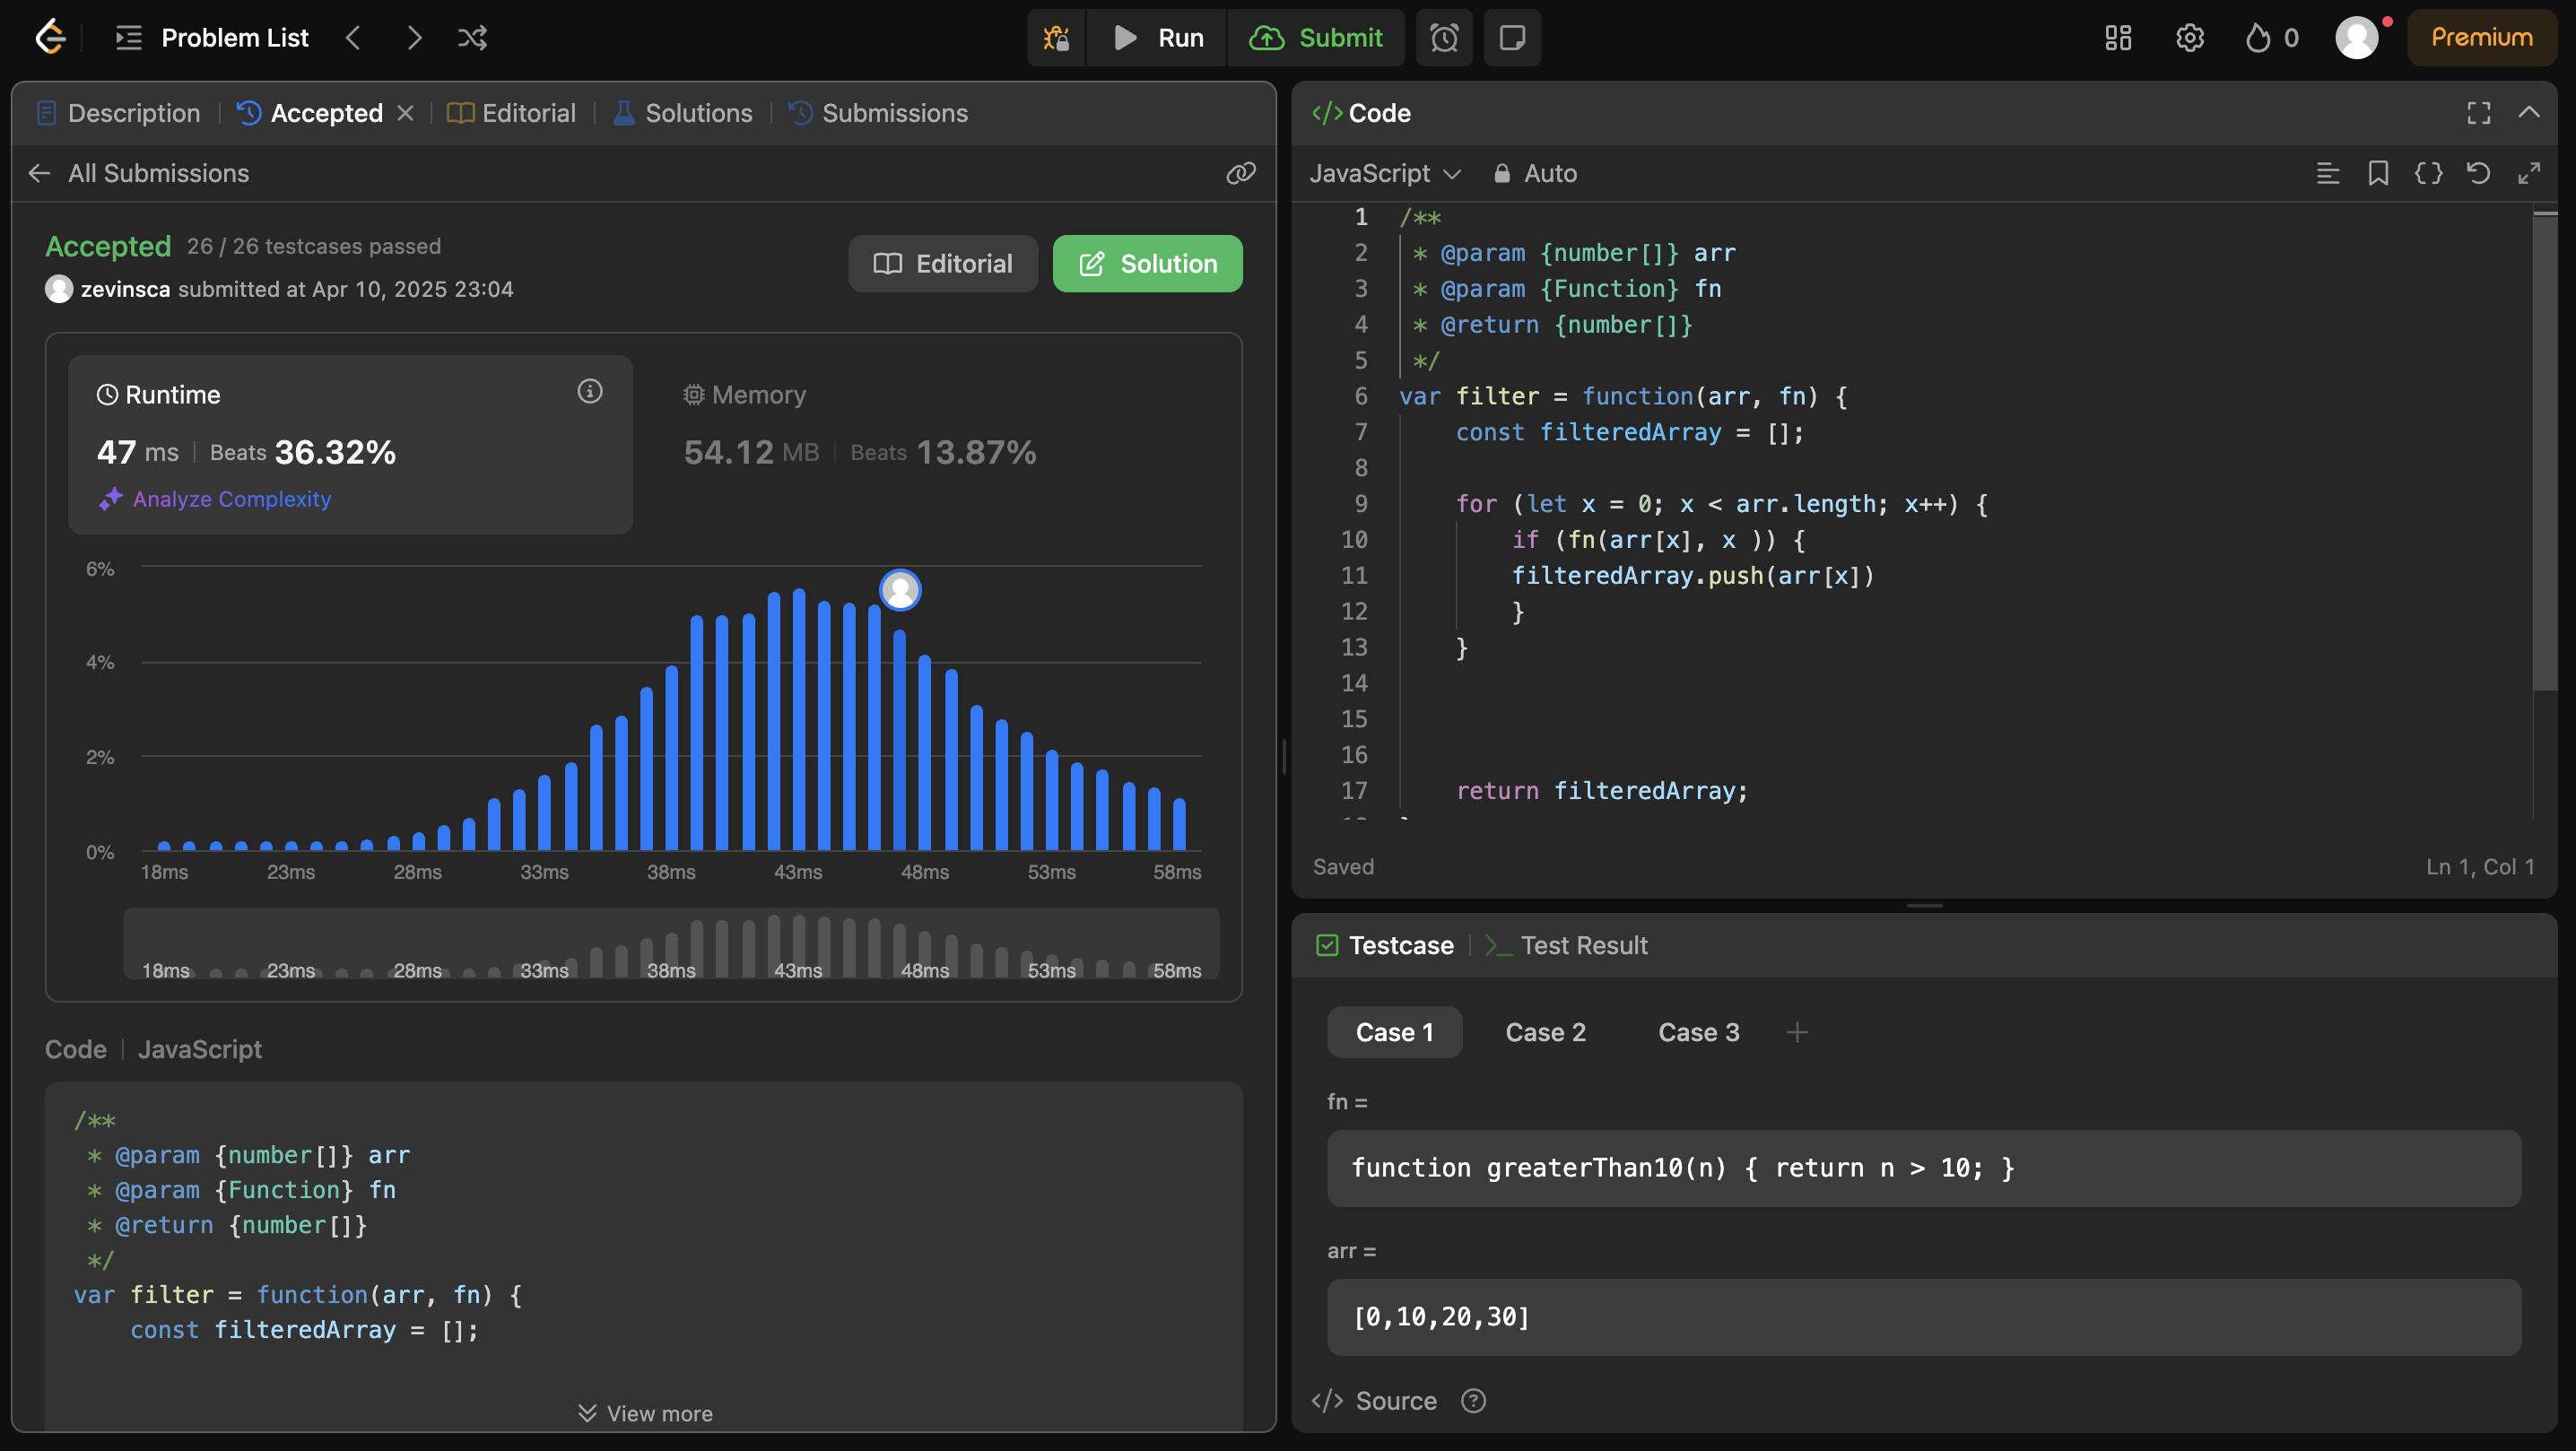 Problem List
Run
Submit
0
Premium
Description
Accepted
Editorial
Solutions
Submissions
All Submissions
Accepted 26 / 26 testcases passed
zevinsca submitted at Apr 10, 2025 23:04
Editorial
Solution
Runtime
47 ms Beats 36.32%
Analyze Complexity
Memory
54.12 MB Beats 13.87%
6%
4%
2%
0%
18ms 23ms 28ms 33ms 38ms 43ms 48ms 53ms 58ms
18ms 23ms 28ms 33ms 38ms 43ms 48ms 53ms 58ms
Code JavaScript
/**
 * @param {number[]} arr
 * @param {Function} fn
 * @return {number[]}
 */
var filter = function(arr, fn) {
    const filteredArray = [];
View more
</> Code
JavaScript
Auto
1 /**
2  * @param {number[]} arr
3  * @param {Function} fn
4  * @return {number[]}
5  */
6 var filter = function(arr, fn) {
7     const filteredArray = [];
8
9     for (let x = 0; x < arr.length; x++) {
10         if (fn(arr[x], x )) {
11         filteredArray.push(arr[x])
12         }
13     }
14
15
16
17     return filteredArray;
Saved
Ln 1, Col 1
Testcase
>_ Test Result
Case 1
Case 2
Case 3
+
fn =
function greaterThan10(n) { return n > 10; }
arr =
[0,10,20,30]
</> Source ?